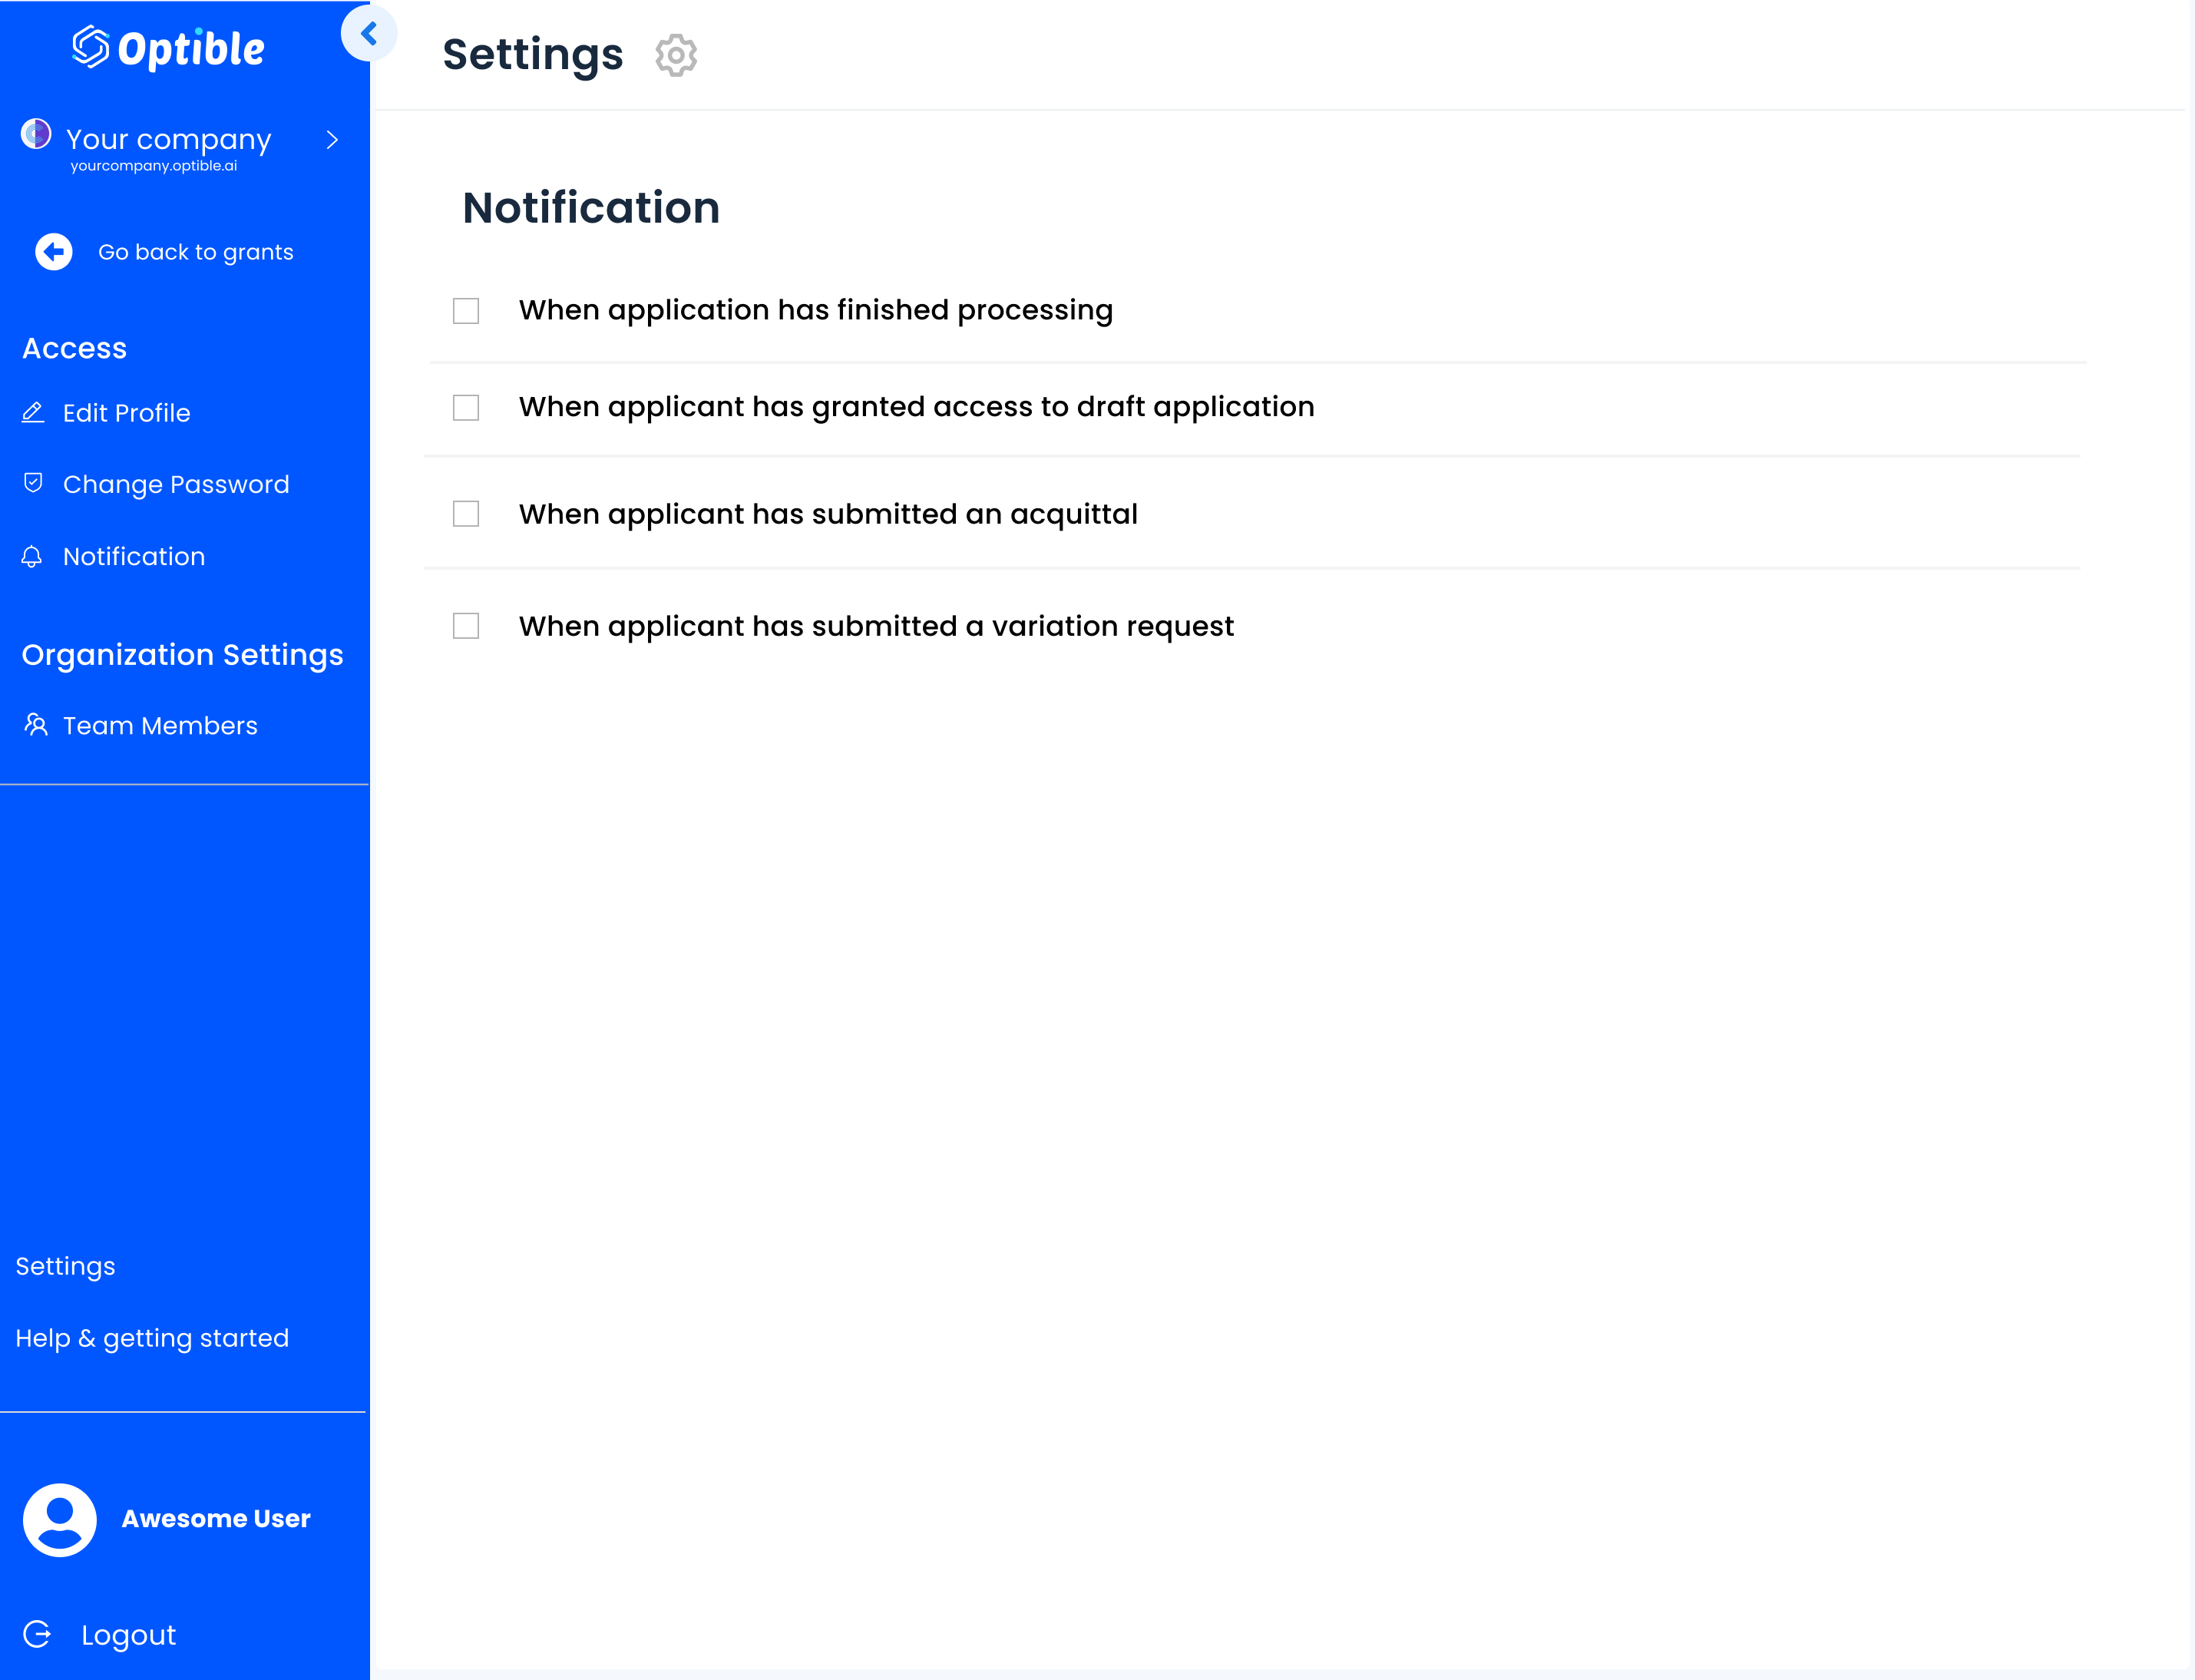 Optible
Your company
yourcompany.optible.ai
Go back to grants
Access
Edit Profile
Change Password
Notification
Organization Settings
Team Members
Settings
Help & getting started
Awesome User
Logout
Settings
Notification
When application has finished processing
When applicant has granted access to draft application
When applicant has submitted an acquittal
When applicant has submitted a variation request